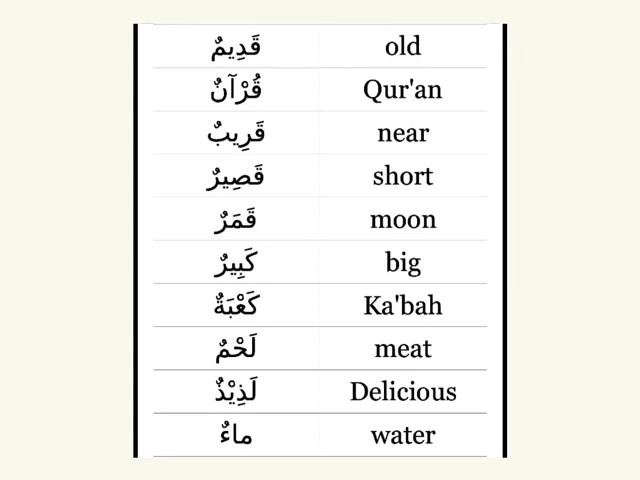 قَدِيمٌ old
قُرْآنٌ Qur'an
قَرِيبٌ near
قَصِيرٌ short
قَمَرٌ moon
كَبِيرٌ big
كَعْبَةٌ Ka'bah
لَحْمٌ meat
لَذِيْذٌ Delicious
ماءٌ water